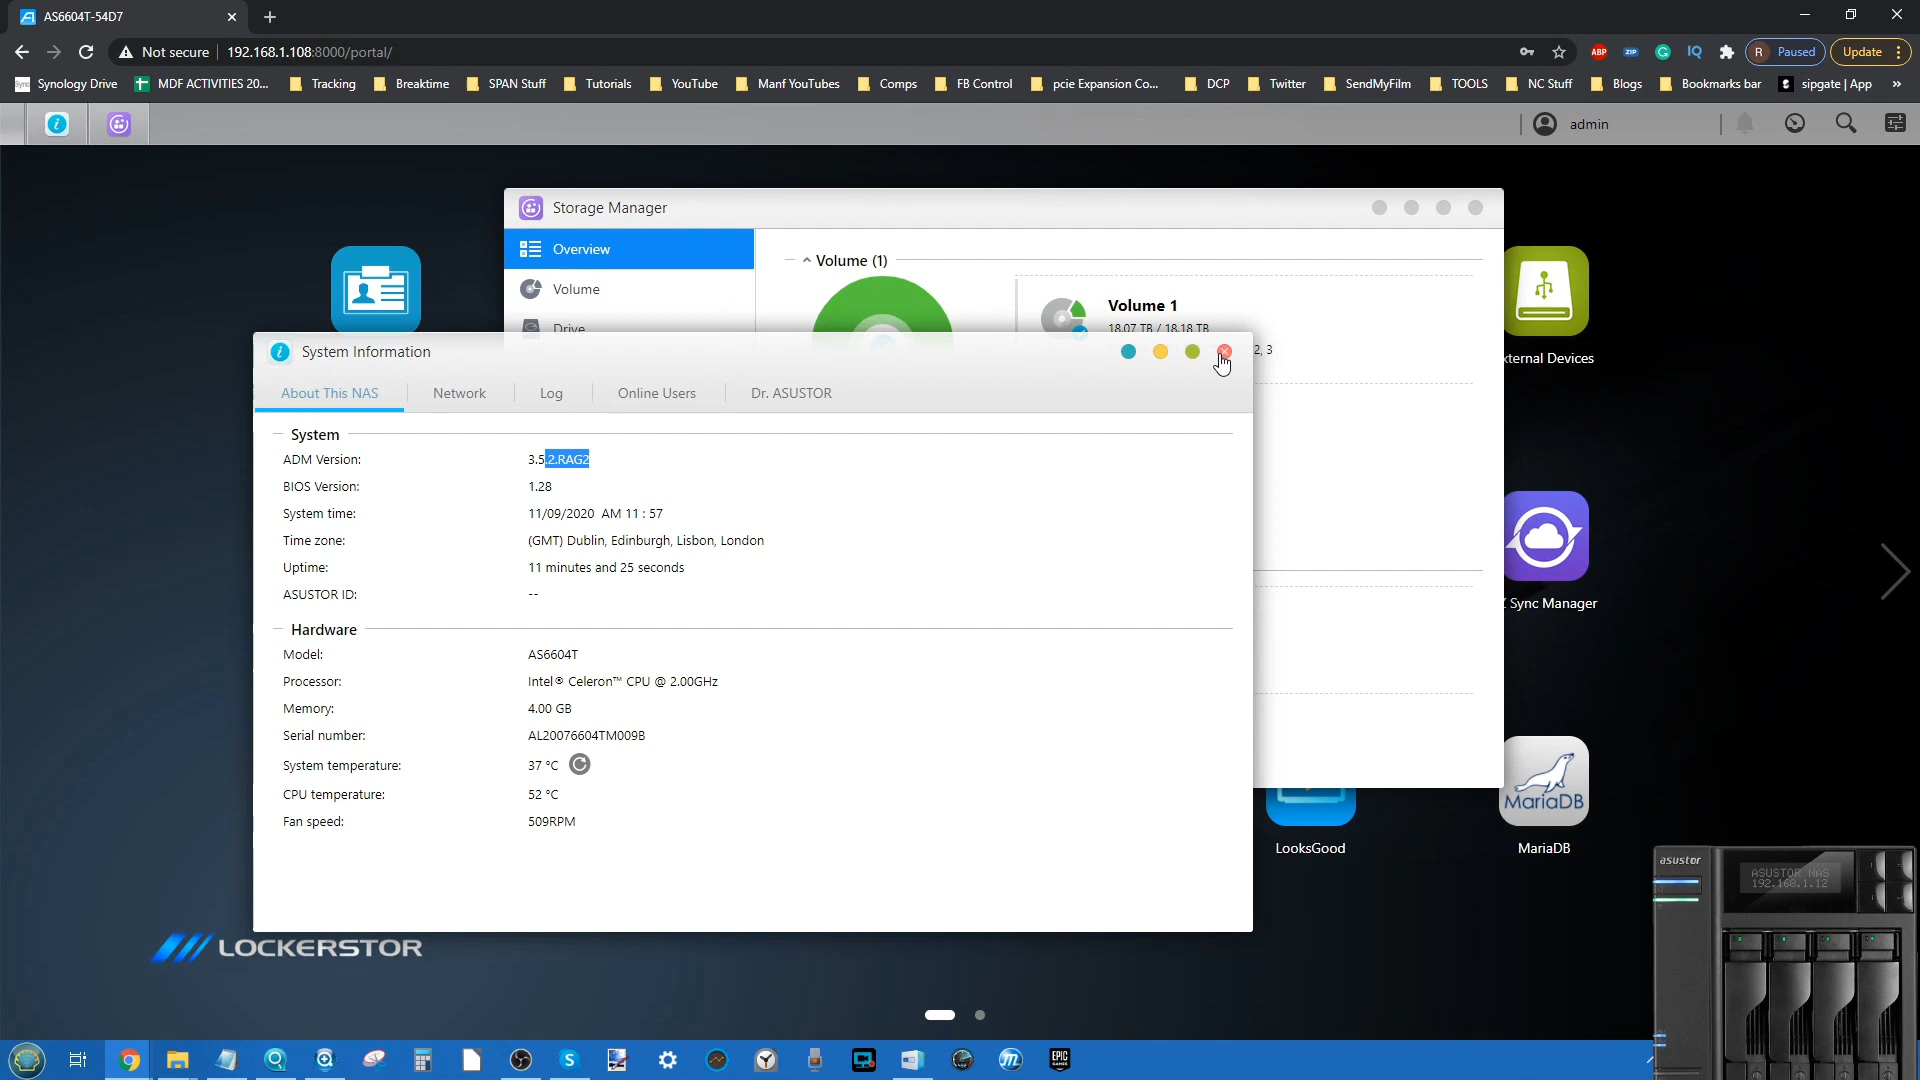 AS6604T-54D7
Not secure 192.168.1.108:8000/portal/
ABP ZIP IQ R Paused Update
Synology Drive MDF ACTIVITIES 20... Tracking Breaktime SPAN Stuff Tutorials YouTube Manf YouTubes Comps FB Control pcie Expansion Co... DCP Twitter SendMyFilm TOOLS NC Stuff Blogs Bookmarks bar sipgate | App »
admin
Storage Manager
Overview
Volume (1)
Volume
Volume 1
Drive
18.07 TB / 18.18 TB
2, 3
xternal Devices
System Information
About This NAS Network Log Online Users Dr. ASUSTOR
System
ADM Version: 3.5.2.RAG2
BIOS Version: 1.28
System time: 11/09/2020 AM 11 : 57
Time zone: (GMT) Dublin, Edinburgh, Lisbon, London
Uptime: 11 minutes and 25 seconds
ASUSTOR ID: --
Hardware
Model: AS6604T
Processor: Intel® Celeron™ CPU @ 2.00GHz
Memory: 4.00 GB
Serial number: AL20076604TM009B
System temperature: 37 °C
CPU temperature: 52 °C
Fan speed: 509RPM
Sync Manager
MariaDB
LooksGood
MariaDB
LOCKERSTOR
asustor
ASUSTOR NAS
192.168.1.12
EPIC
GAMES